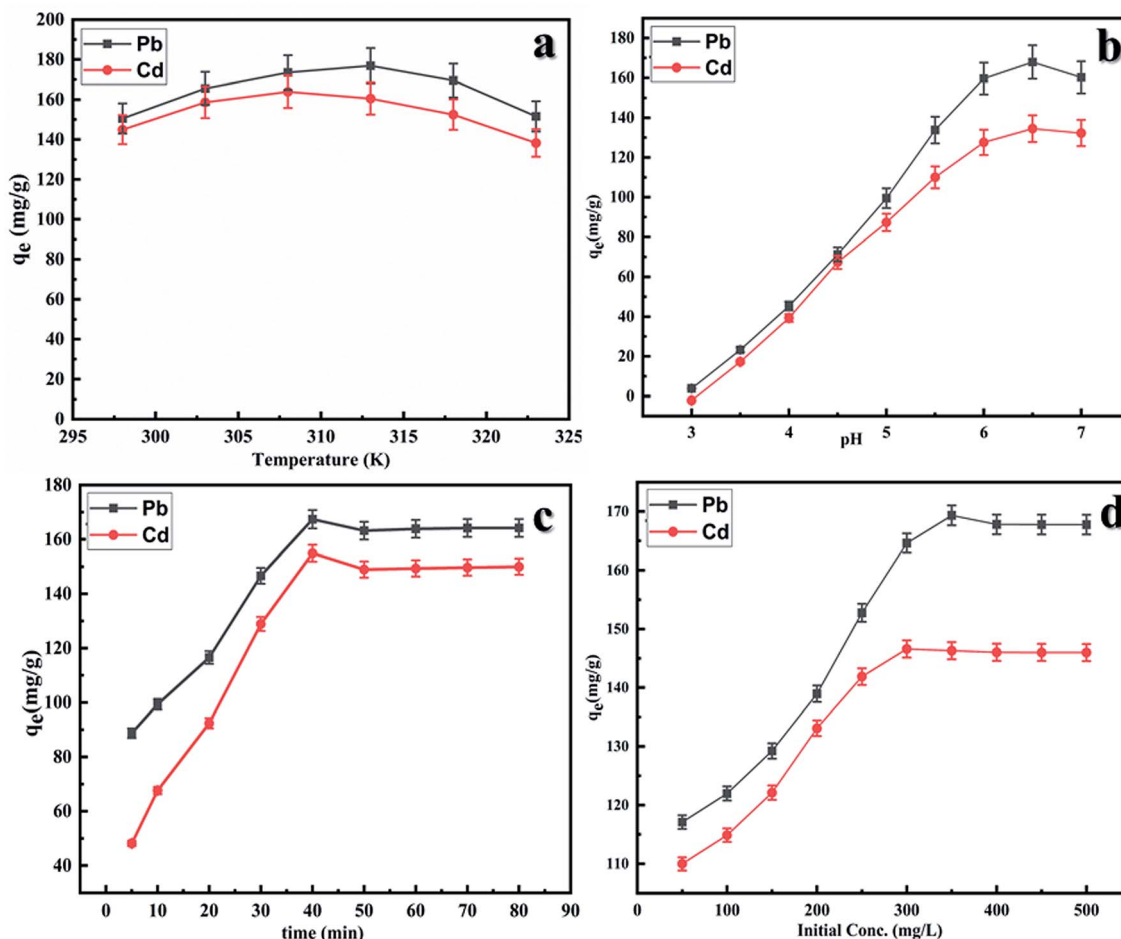 a
Pb
Cd
200
180
160
140
120
100
80
60
40
20
0
qe (mg/g)
295 300 305 310 315 320 325
Temperature (K)
b
Pb
Cd
180
160
140
120
100
80
60
40
20
0
qe(mg/g)
3 4 5 6 7
pH
c
Pb
Cd
180
160
140
120
100
80
60
40
qe(mg/g)
0 10 20 30 40 50 60 70 80 90
time (min)
d
Pb
Cd
170
160
150
140
130
120
110
qe(mg/g)
0 100 200 300 400 500
Initial Conc. (mg/L)